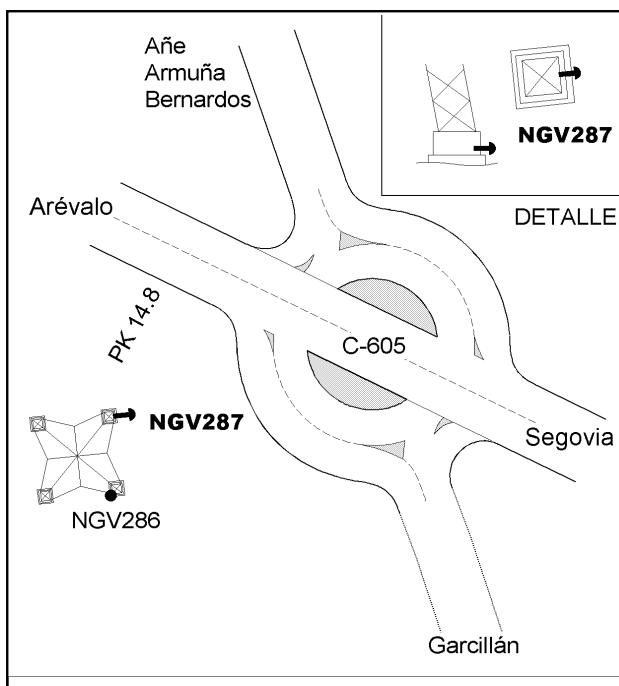 Añe
Armuña
Bernardos
NGV287
DETALLE
Arévalo
PK 14.8
C-605
NGV287
Segovia
NGV286
Garcillán